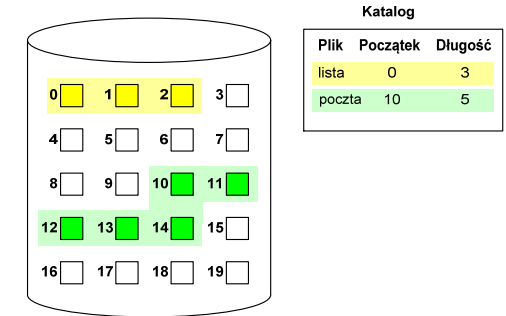 Katalog
Plik Początek Długość
lista 0 3
poczta 10 5
0 1 2 3
4 5 6 7
8 9 10 11
12 13 14 15
16 17 18 19